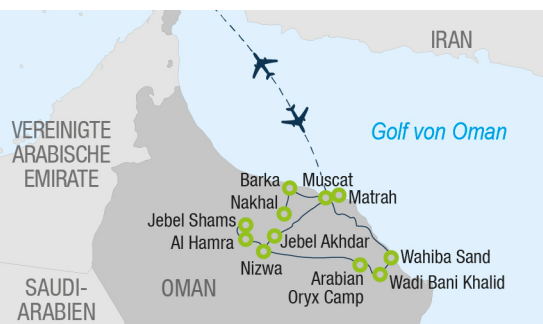 IRAN
VEREINIGTE
ARABISCHE
EMIRATE
Golf von Oman
Barka
Muscat
Matrah
Nakhal
Jebel Shams
Al Hamra
Jebel Akhdar
Nizwa
Wahiba Sand
Arabian
Oryx Camp
Wadi Bani Khalid
SAUDI-
ARABIEN
OMAN